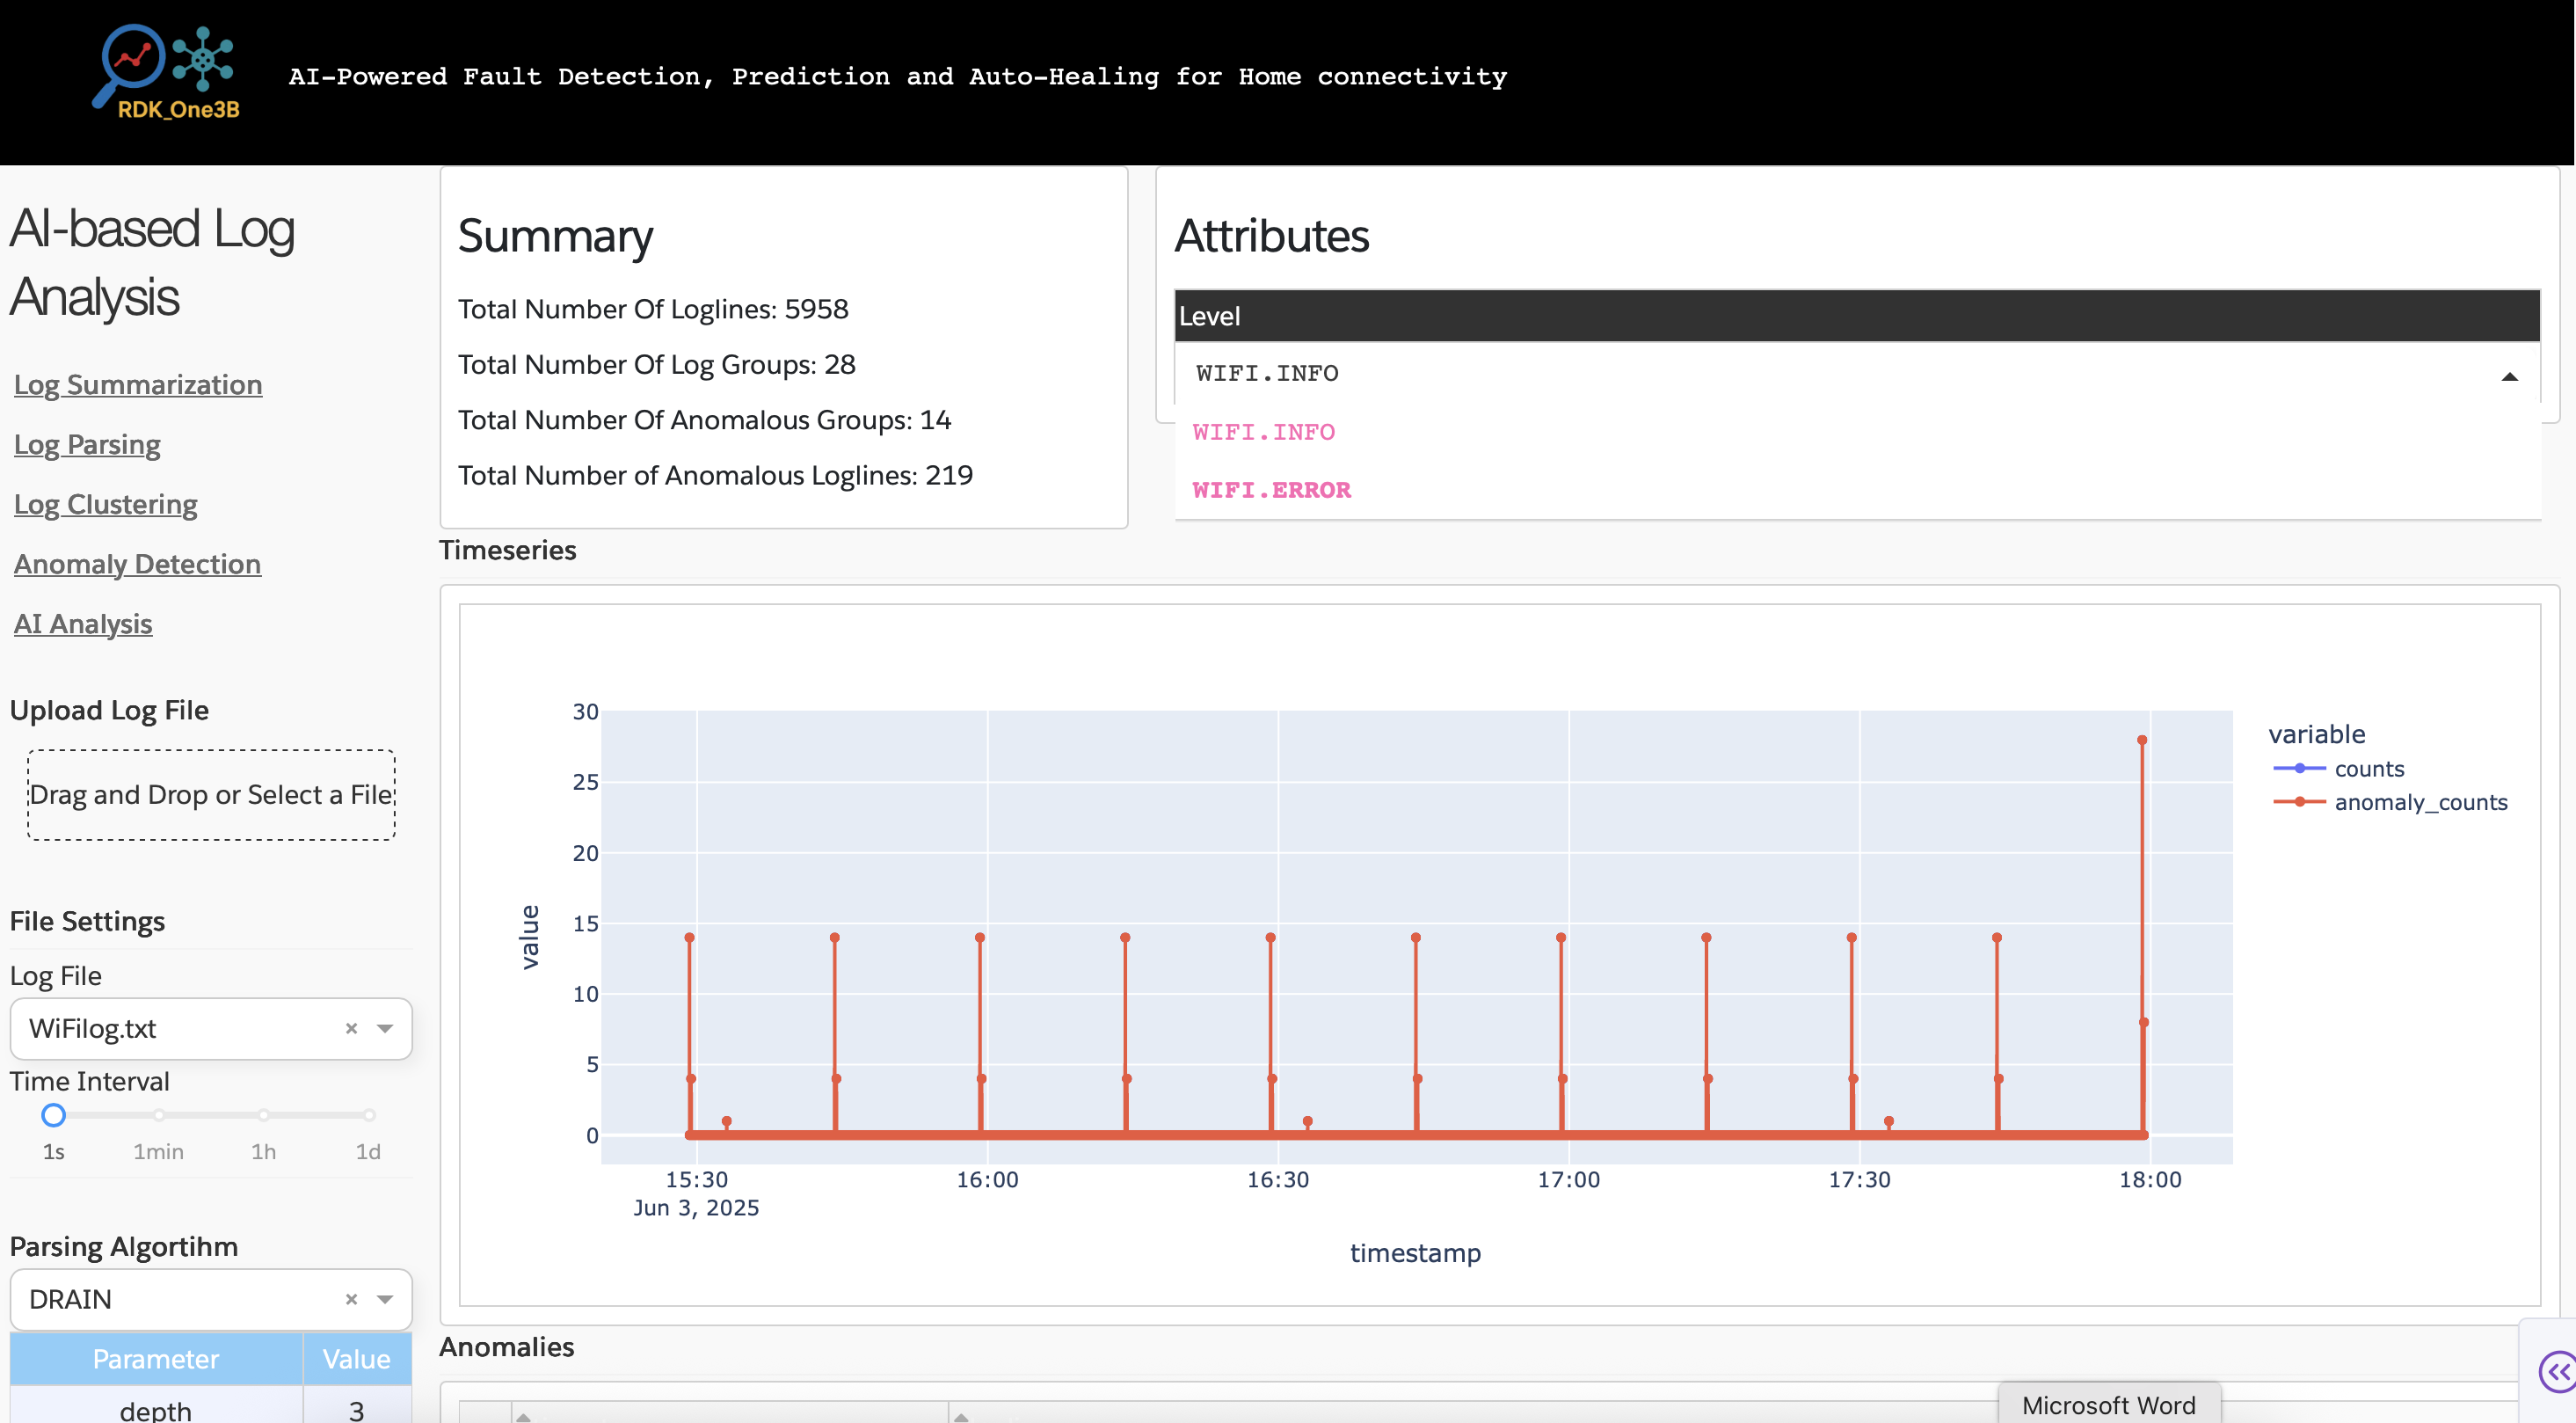 RDK_One3B
AI-Powered Fault Detection, Prediction and Auto-Healing for Home connectivity
AI-based Log
Analysis
Log Summarization
Log Parsing
Log Clustering
Anomaly Detection
AI Analysis
Upload Log File
Drag and Drop or Select a File
File Settings
Log File
WiFilog.txt
×
Time Interval
1s 1min 1h 1d
Parsing Algortihm
DRAIN
×
Parameter Value
depth 3
Summary
Total Number Of Loglines: 5958
Total Number Of Log Groups: 28
Total Number Of Anomalous Groups: 14
Total Number of Anomalous Loglines: 219
Attributes
Level
WIFI.INFO
WIFI.INFO
WIFI.ERROR
Timeseries
30
25
20
15
10
5
0
value
15:30 16:00 16:30 17:00 17:30 18:00
Jun 3, 2025
timestamp
variable
counts
anomaly_counts
Anomalies
Microsoft Word